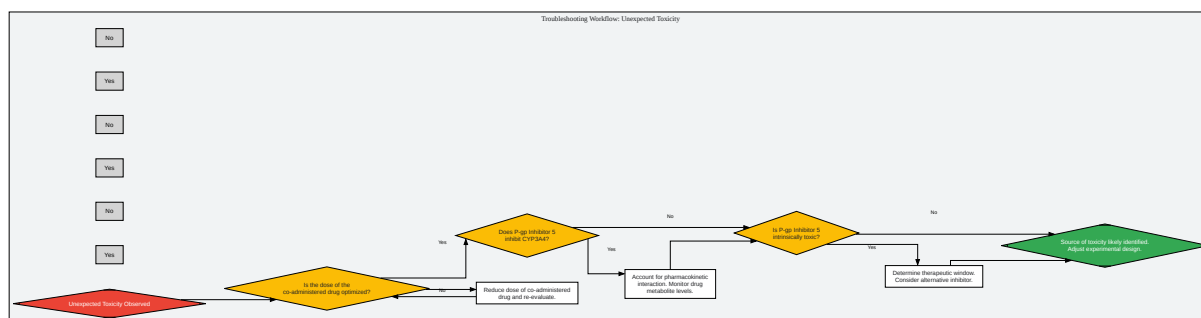 Troubleshooting Workflow: Unexpected Toxicity
No
Yes
No
Yes
No
Yes
Unexpected Toxicity Observed
Is the dose of the
co-administered drug optimized?
Yes
No
Reduce dose of co-administered
drug and re-evaluate.
Does P-gp Inhibitor 5
inhibit CYP3A4?
No
Yes
Account for pharmacokinetic
interaction. Monitor drug
metabolite levels.
Is P-gp Inhibitor 5
intrinsically toxic?
No
Yes
Determine therapeutic window.
Consider alternative inhibitor.
Source of toxicity likely identified.
Adjust experimental design.